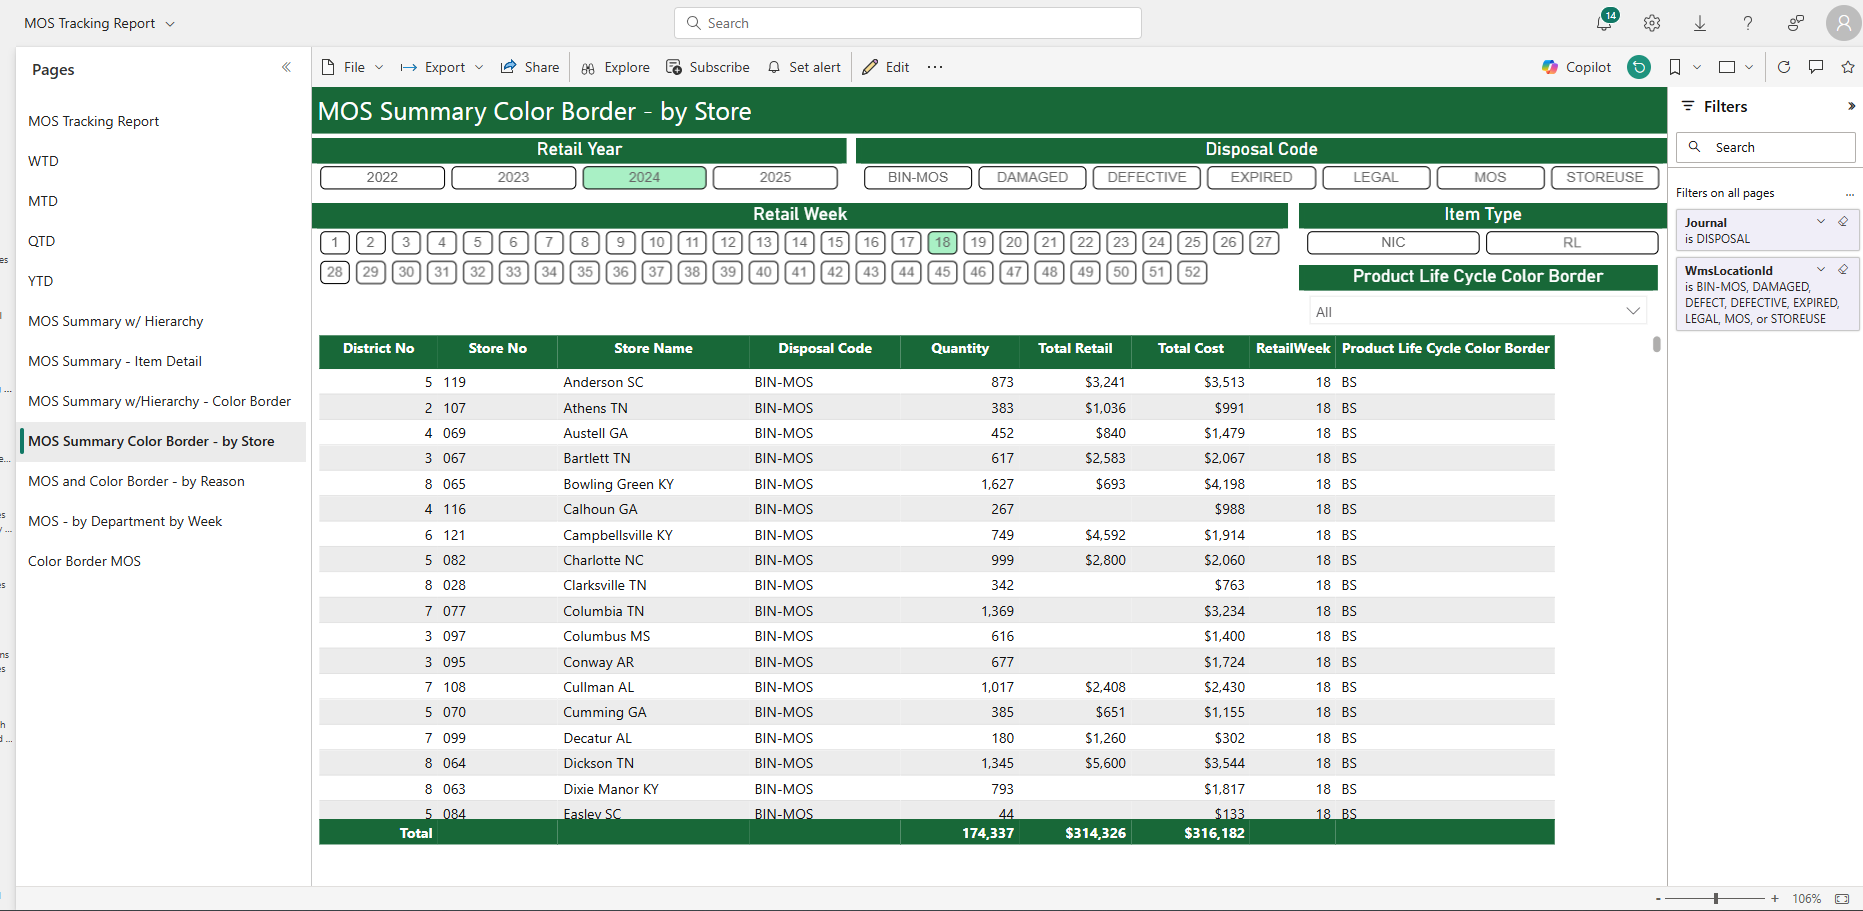 MOS Tracking Report
Search
14
Pages
MOS Tracking Report
WTD
MTD
QTD
YTD
MOS Summary w/ Hierarchy
MOS Summary - Item Detail
MOS Summary w/Hierarchy - Color Border
MOS Summary Color Border - by Store
MOS and Color Border - by Reason
MOS - by Department by Week
Color Border MOS
File Export Share Explore Subscribe Set alert Edit ... Copilot
MOS Summary Color Border - by Store
Retail Year
2022 2023 2024 2025
Disposal Code
BIN-MOS DAMAGED DEFECTIVE EXPIRED LEGAL MOS STOREUSE
Retail Week
1 2 3 4 5 6 7 8 9 10 11 12 13 14 15 16 17 18 19 20 21 22 23 24 25 26 27
28 29 30 31 32 33 34 35 36 37 38 39 40 41 42 43 44 45 46 47 48 49 50 51 52
Item Type
NIC RL
Product Life Cycle Color Border
All
District No Store No Store Name Disposal Code Quantity Total Retail Total Cost RetailWeek Product Life Cycle Color Border
5 119 Anderson SC BIN-MOS 873 $3,241 $3,513 18 BS
2 107 Athens TN BIN-MOS 383 $1,036 $991 18 BS
4 069 Austell GA BIN-MOS 452 $840 $1,479 18 BS
3 067 Bartlett TN BIN-MOS 617 $2,583 $2,067 18 BS
8 065 Bowling Green KY BIN-MOS 1,627 $693 $4,198 18 BS
4 116 Calhoun GA BIN-MOS 267 $988 18 BS
6 121 Campbellsville KY BIN-MOS 749 $4,592 $1,914 18 BS
5 082 Charlotte NC BIN-MOS 999 $2,800 $2,060 18 BS
8 028 Clarksville TN BIN-MOS 342 $763 18 BS
7 077 Columbia TN BIN-MOS 1,369 $3,234 18 BS
3 097 Columbus MS BIN-MOS 616 $1,400 18 BS
3 095 Conway AR BIN-MOS 677 $1,724 18 BS
7 108 Cullman AL BIN-MOS 1,017 $2,408 $2,430 18 BS
5 070 Cumming GA BIN-MOS 385 $651 $1,155 18 BS
7 099 Decatur AL BIN-MOS 180 $1,260 $302 18 BS
8 064 Dickson TN BIN-MOS 1,345 $5,600 $3,544 18 BS
8 063 Dixie Manor KY BIN-MOS 793 $1,817 18 BS
5 084 Easley SC BIN-MOS 44 $133 18 BS
Total 174,337 $314,326 $316,182
Filters
Search
Filters on all pages ...
Journal
is DISPOSAL
WmsLocationId
is BIN-MOS, DAMAGED,
DEFECT, DEFECTIVE, EXPIRED,
LEGAL, MOS, or STOREUSE
- + 106%